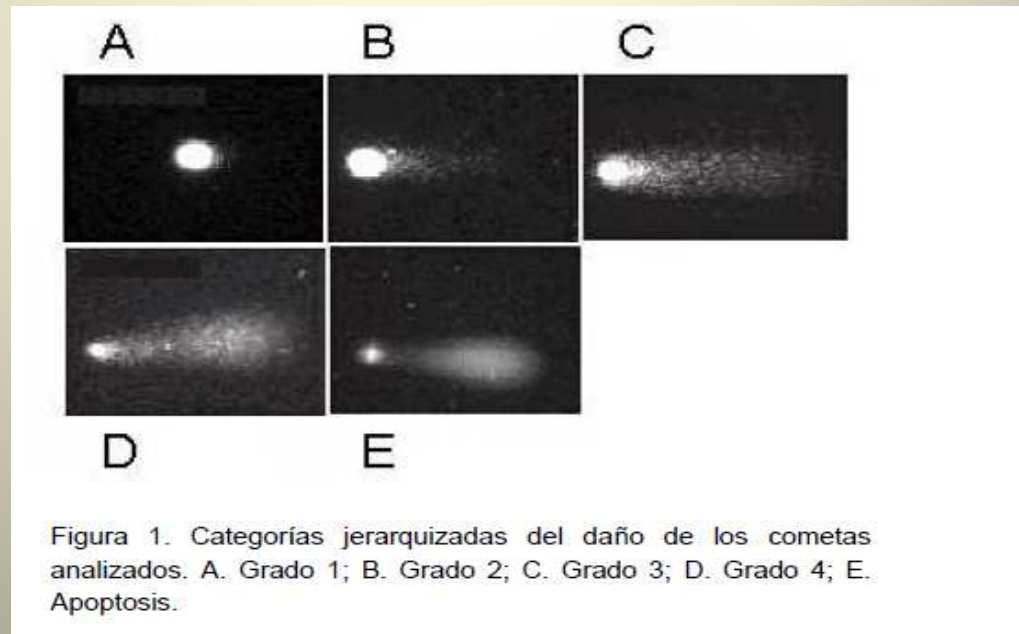 A B C
D E
Figura 1. Categorías jerarquizadas del daño de los cometas
analizados. A. Grado 1; B. Grado 2; C. Grado 3; D. Grado 4; E.
Apoptosis.